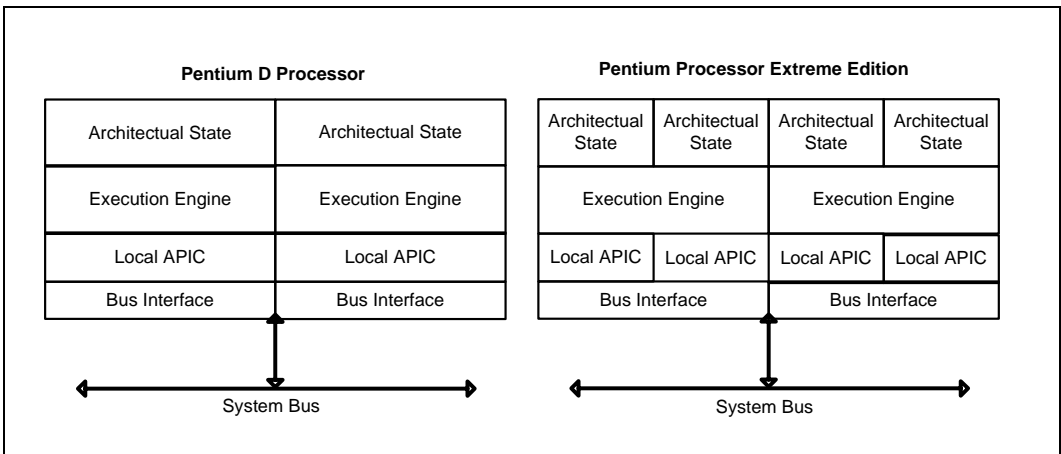 Pentium D Processor
Architectual State
Architectual State
Execution Engine
Execution Engine
Local APIC
Local APIC
Bus Interface
Bus Interface
System Bus
Pentium Processor Extreme Edition
Architectual
State
Architectual
State
Architectual
State
Architectual
State
Execution Engine
Execution Engine
Local APIC
Local APIC
Local APIC
Local APIC
Bus Interface
Bus Interface
System Bus